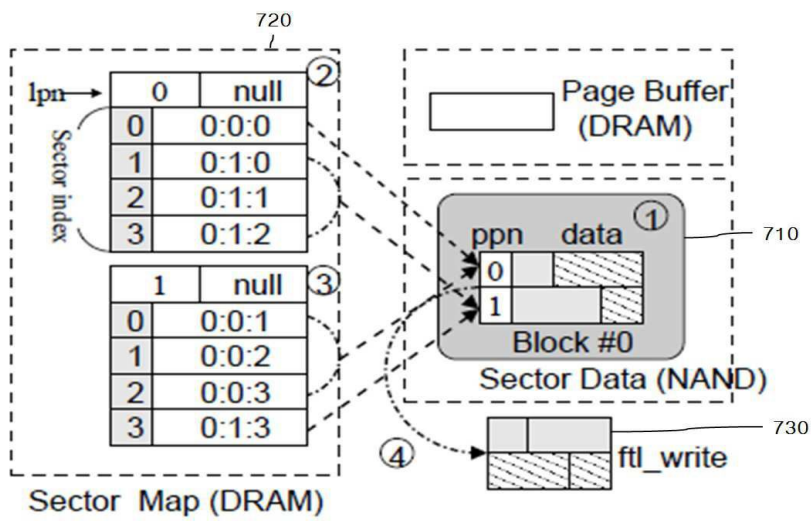 720
lpn
0 null
②
Sector index
0 0:0:0
1 0:1:0
2 0:1:1
3 0:1:2
1 null
③
0 0:0:1
1 0:0:2
2 0:0:3
3 0:1:3
Sector Map (DRAM)
Page Buffer
(DRAM)
①
710
ppn data
0
1
Block #0
Sector Data (NAND)
④
730
ftl_write